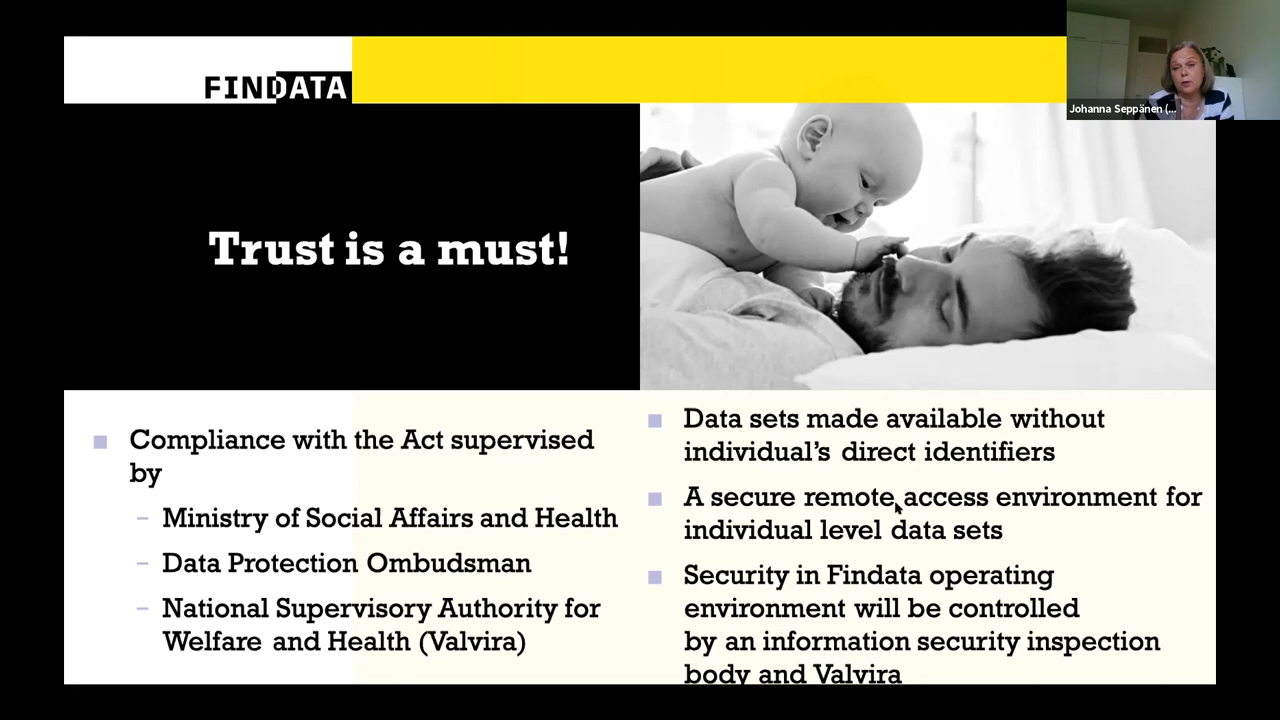 FINDATA
Johanna Seppänen (...
Trust is a must!
Compliance with the Act supervised
by
– Ministry of Social Affairs and Health
– Data Protection Ombudsman
– National Supervisory Authority for
Welfare and Health (Valvira)
Data sets made available without
individual’s direct identifiers
A secure remote access environment for
individual level data sets
Security in Findata operating
environment will be controlled
by an information security inspection
body and Valvira